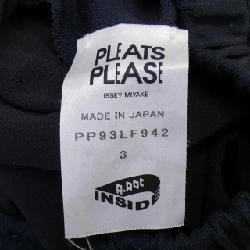 PLEATS
PLEASE
ISSEY MIYAKE
MADE IN JAPAN
PP93LF942
3
A-POC
INSIDE